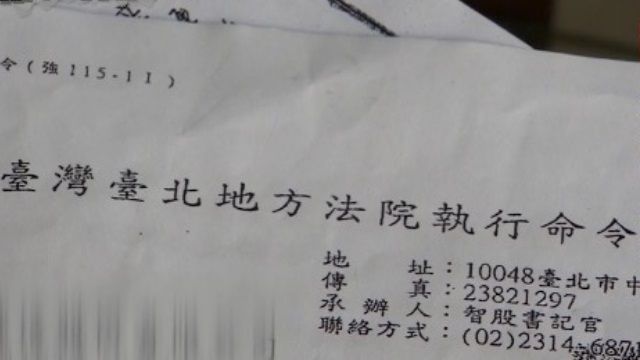 令(強115-11)
臺灣臺北地方法院執行命令
地 址:10048臺北市中
傳 真:23821297
承辦人:智股書記官
聯絡方式:(02)2314-6871